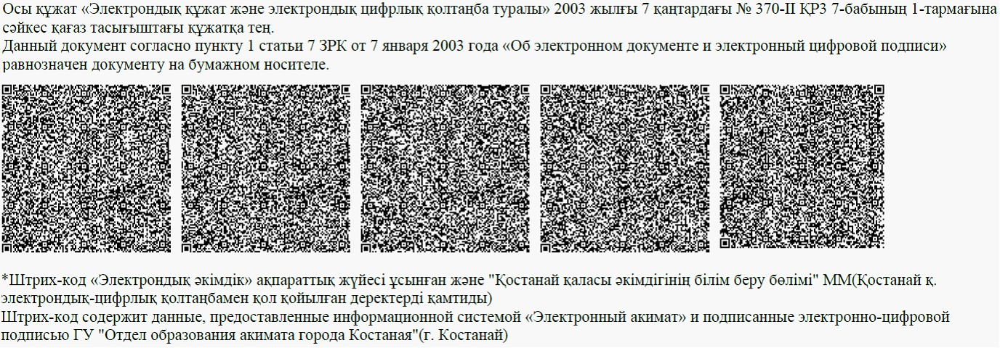 Осы құжат «Электрондық құжат және электрондық цифрлық қолтаңба туралы» 2003 жылғы 7 қаңтардағы № 370-II ҚРЗ 7-бабының 1-тармағына
сәйкес қағаз тасығыштағы құжатқа тең.
Данный документ согласно пункту 1 статьи 7 ЗРК от 7 января 2003 года «Об электронном документе и электронный цифровой подписи»
равнозначен документу на бумажном носителе.
*Штрих-код «Электрондық әкімдік» ақпараттық жүйесі ұсынған және "Қостанай қаласы әкімдігінің білім беру бөлімі" ММ(Қостанай қ.
электрондық-цифрлық қолтаңбамен қол қойылған деректерді қамтиды)
Штрих-код содержит данные, предоставленные информационной системой «Электронный акимат» и подписанные электронно-цифровой
подписью ГУ "Отдел образования акимата города Костаная"(г. Костанай)